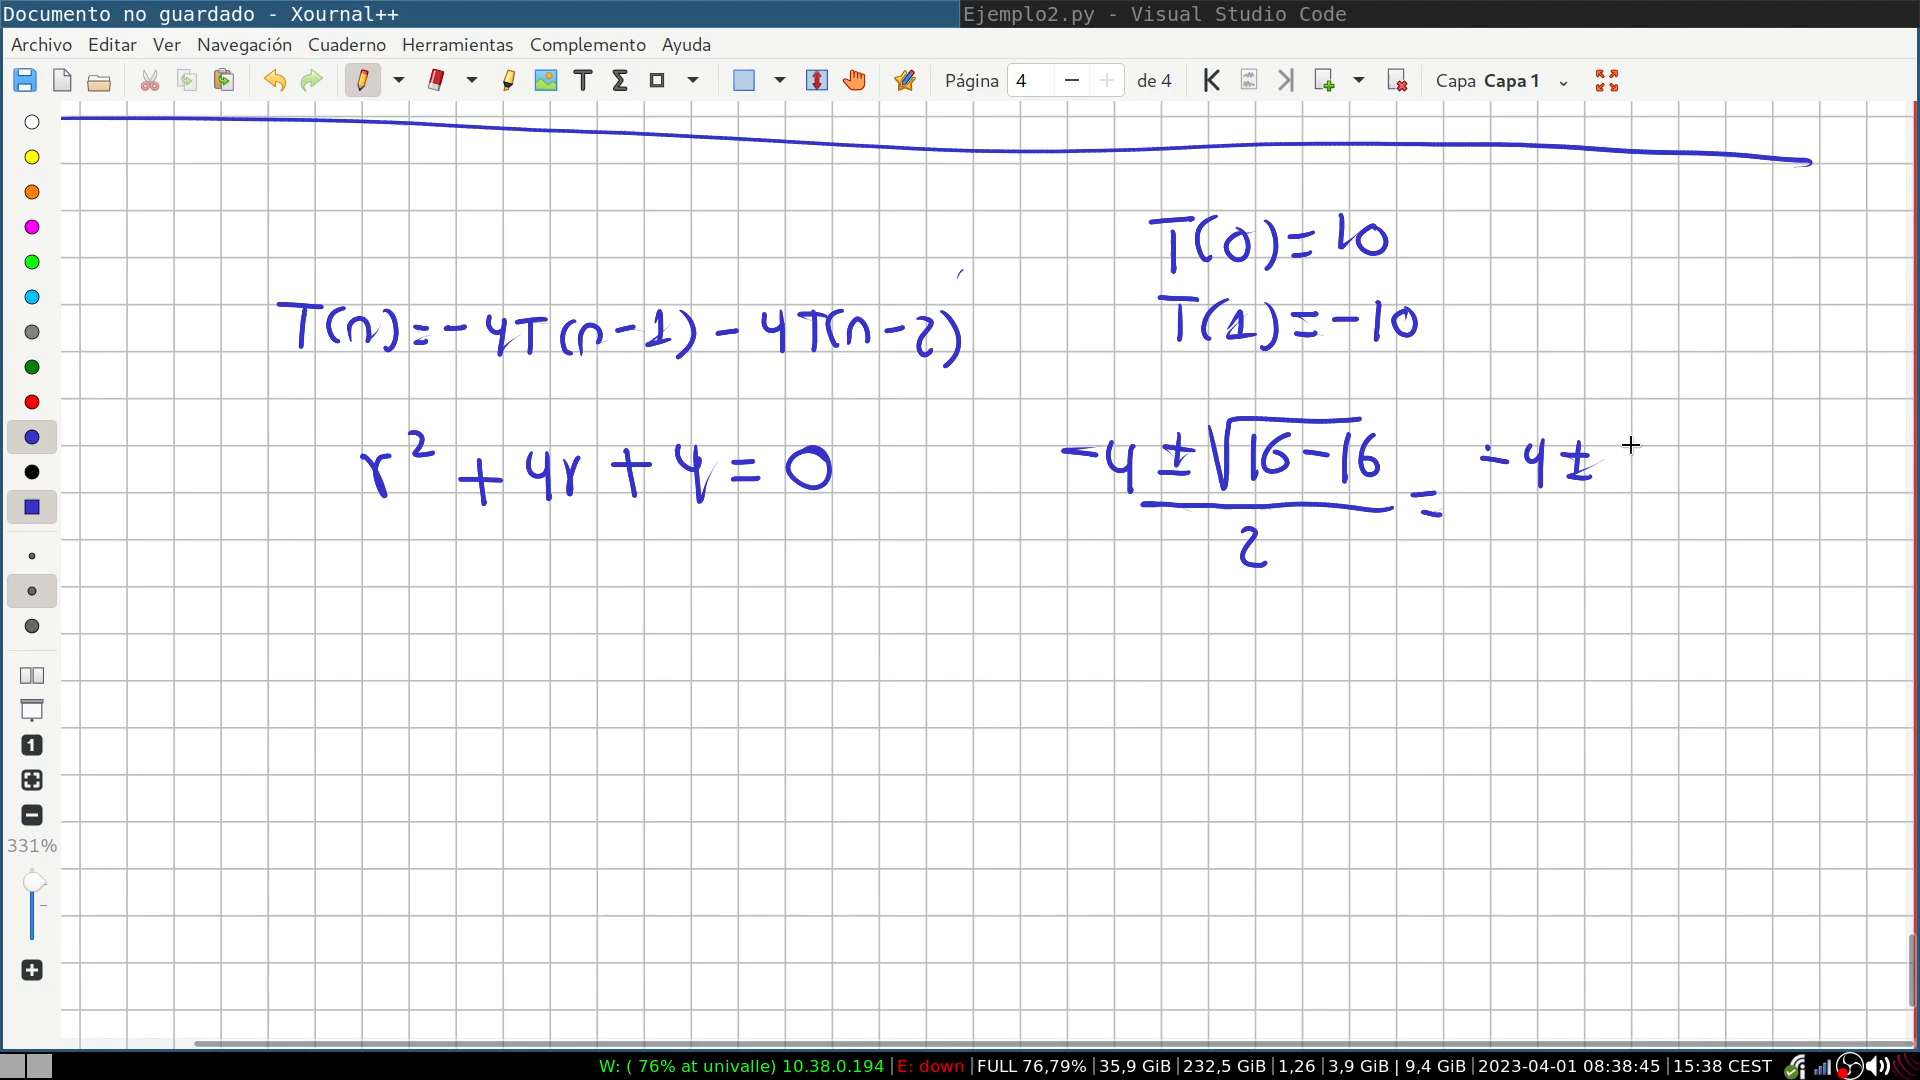 Documento no guardado - Xournal++
Ejemplo2.py - Visual Studio Code
Archivo Editar Ver Navegación Cuaderno Herramientas Complemento Ayuda
Página 4 de 4 Capa Capa 1
T(0)=10
T(n)=-4T(n-1)-4T(n-2)
T(1)=-10
r²+4r+4=0
-4±√16-16 = -4±
2
331%
W: ( 76% at univalle) 10.38.0.194 |E: down |FULL 76,79% |35,9 GiB |232,5 GiB |1,26 |3,9 GiB | 9,4 GiB |2023-04-01 08:38:45 |15:38 CEST